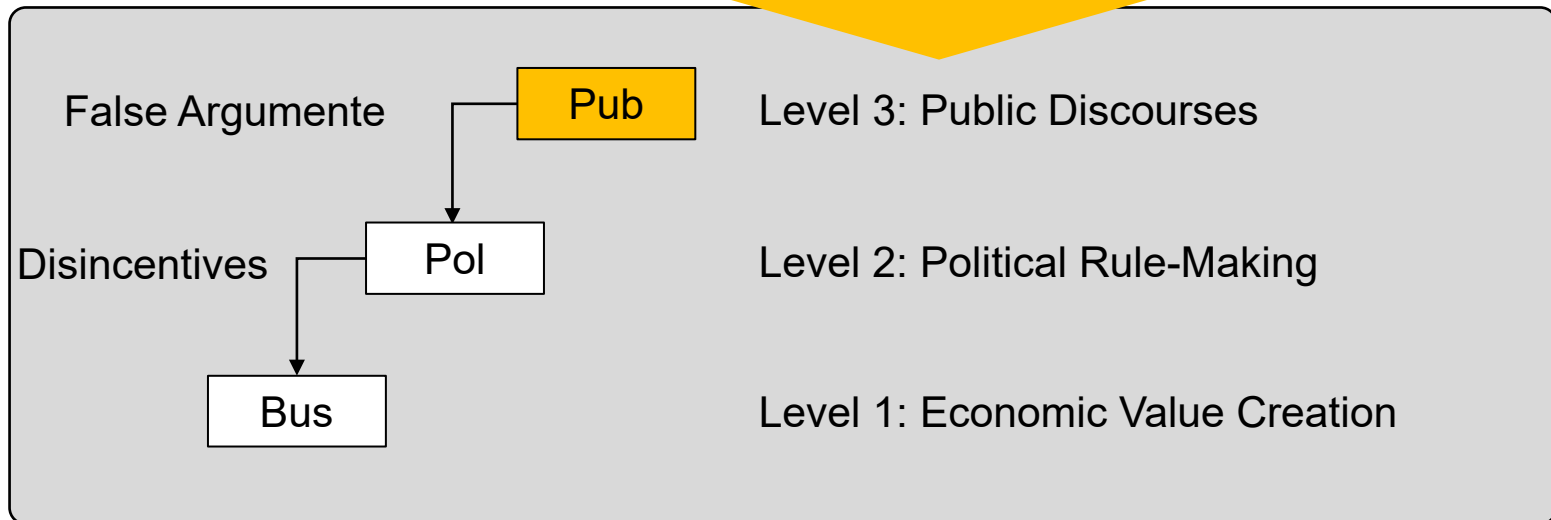 False Argumente
Pub
Level 3: Public Discourses
Disincentives
Pol
Level 2: Political Rule-Making
Bus
Level 1: Economic Value Creation